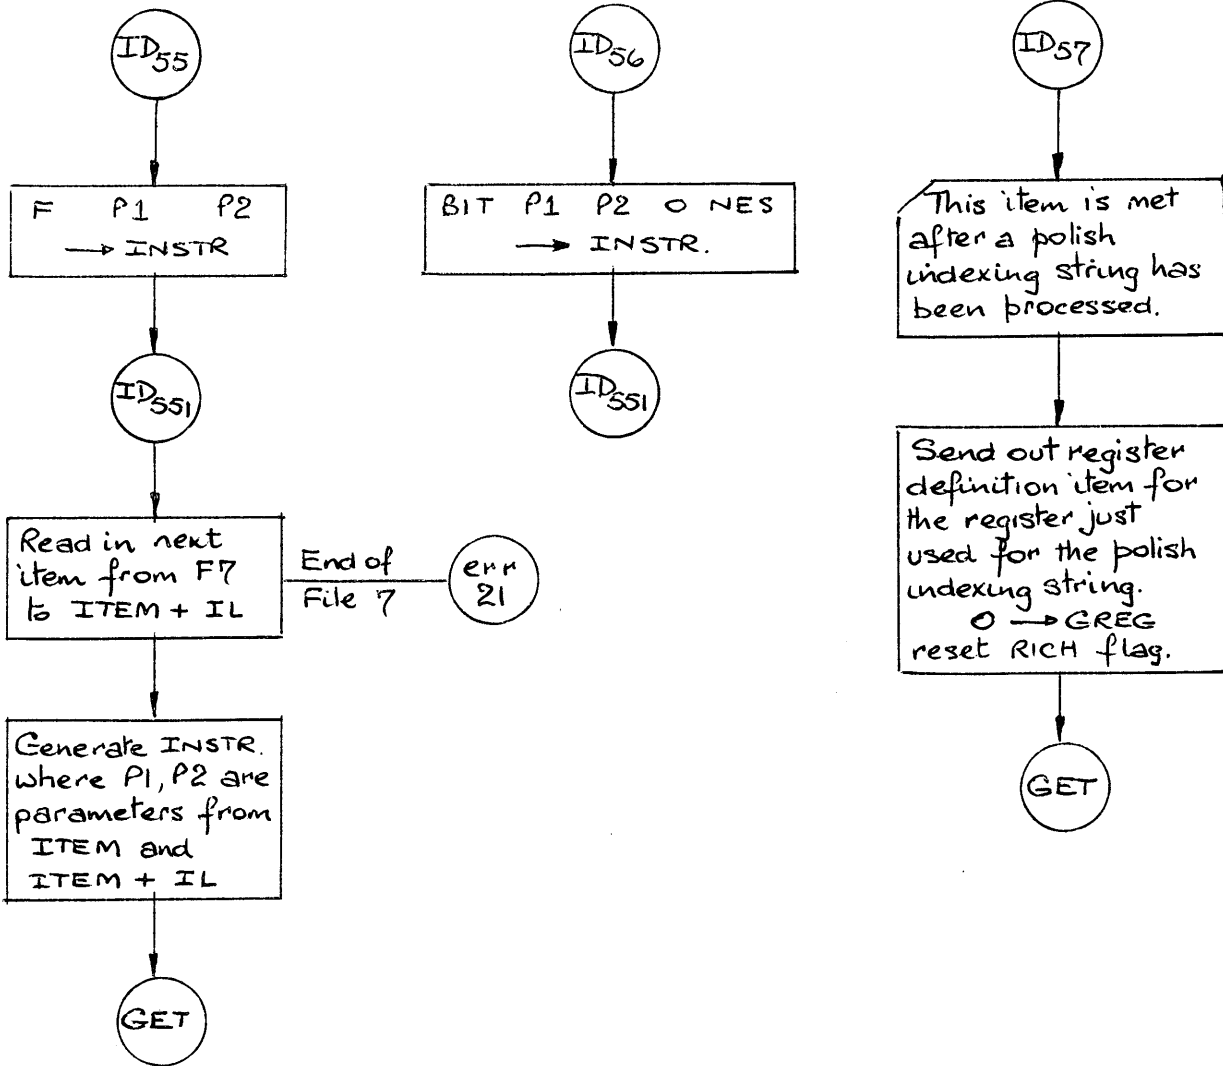 ID55
F P1 P2
→ INSTR
ID551
Read in next
item from F7
to ITEM + IL
End of
File 7
err
21
Generate INSTR.
where P1, P2 are
parameters from
ITEM and
ITEM + IL
GET
ID56
BIT P1 P2 O NES
→ INSTR.
ID551
ID57
This item is met
after a polish
indexing string has
been processed.
Send out register
definition item for
the register just
used for the polish
indexing string.
O → GREG
reset RICH flag.
GET